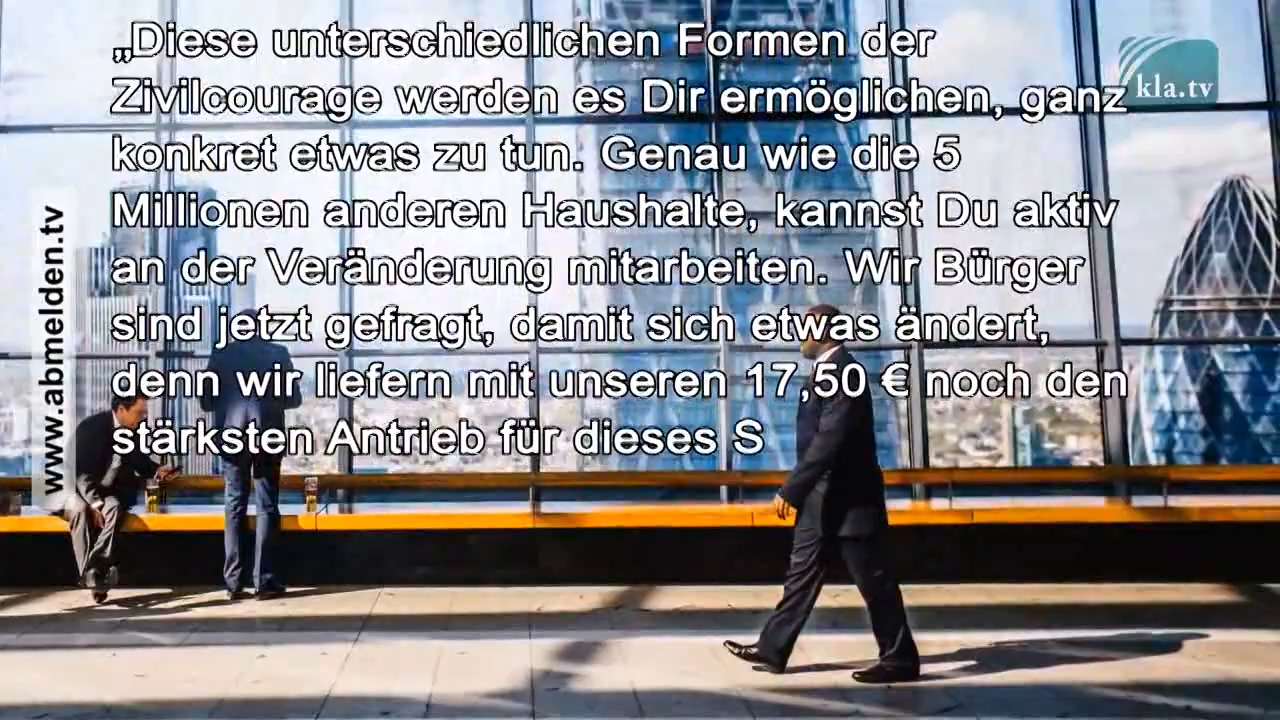 „Diese unterschiedlichen Formen der
Zivilcourage werden es Dir ermöglichen, ganz
konkret etwas zu tun. Genau wie die 5
Millionen anderen Haushalte, kannst Du aktiv
an der Veränderung mitarbeiten. Wir Bürger
sind jetzt gefragt, damit sich etwas ändert,
denn wir liefern mit unseren 17,50 € noch den
stärksten Antrieb für dieses S
kla.tv
www.abmelden.tv